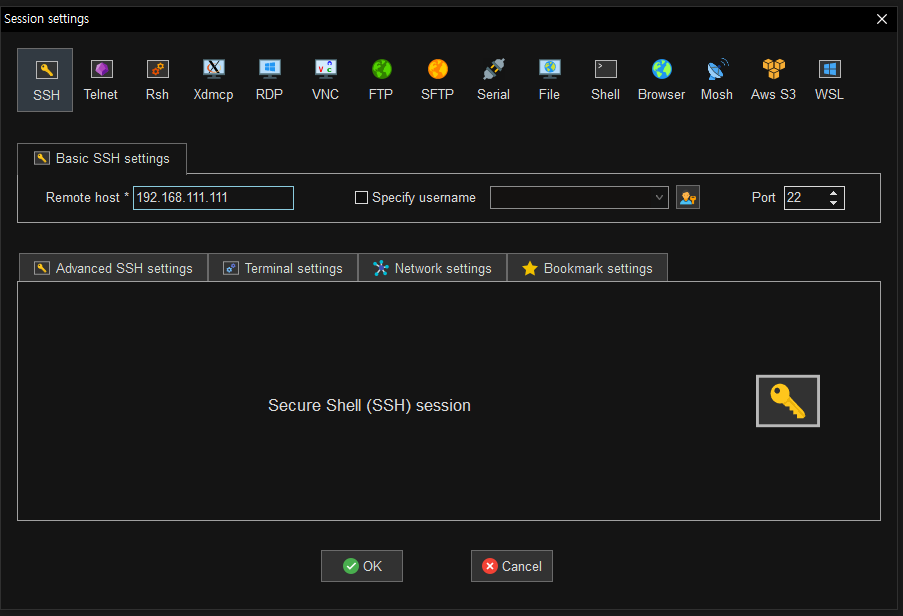 Session settings
SSH Telnet Rsh Xdmcp RDP VNC FTP SFTP Serial File Shell Browser Mosh Aws S3 WSL
Basic SSH settings
Remote host * 192.168.111.111 Specify username Port 22
Advanced SSH settings Terminal settings Network settings Bookmark settings
Secure Shell (SSH) session
OK Cancel